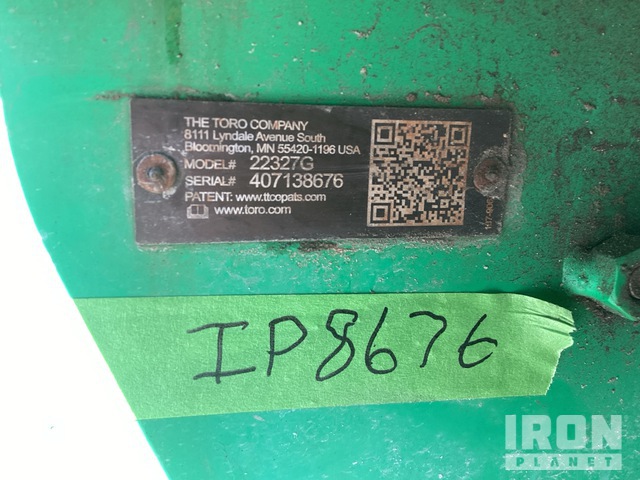 THE TORO COMPANY
8111 Lyndale Avenue South
Bloomington, MN 55420-1196 USA
MODEL# 22327G
SERIAL# 407138676
PATENT: www.ttcopats.com
www.toro.com
IP8676
IRON
PLANET